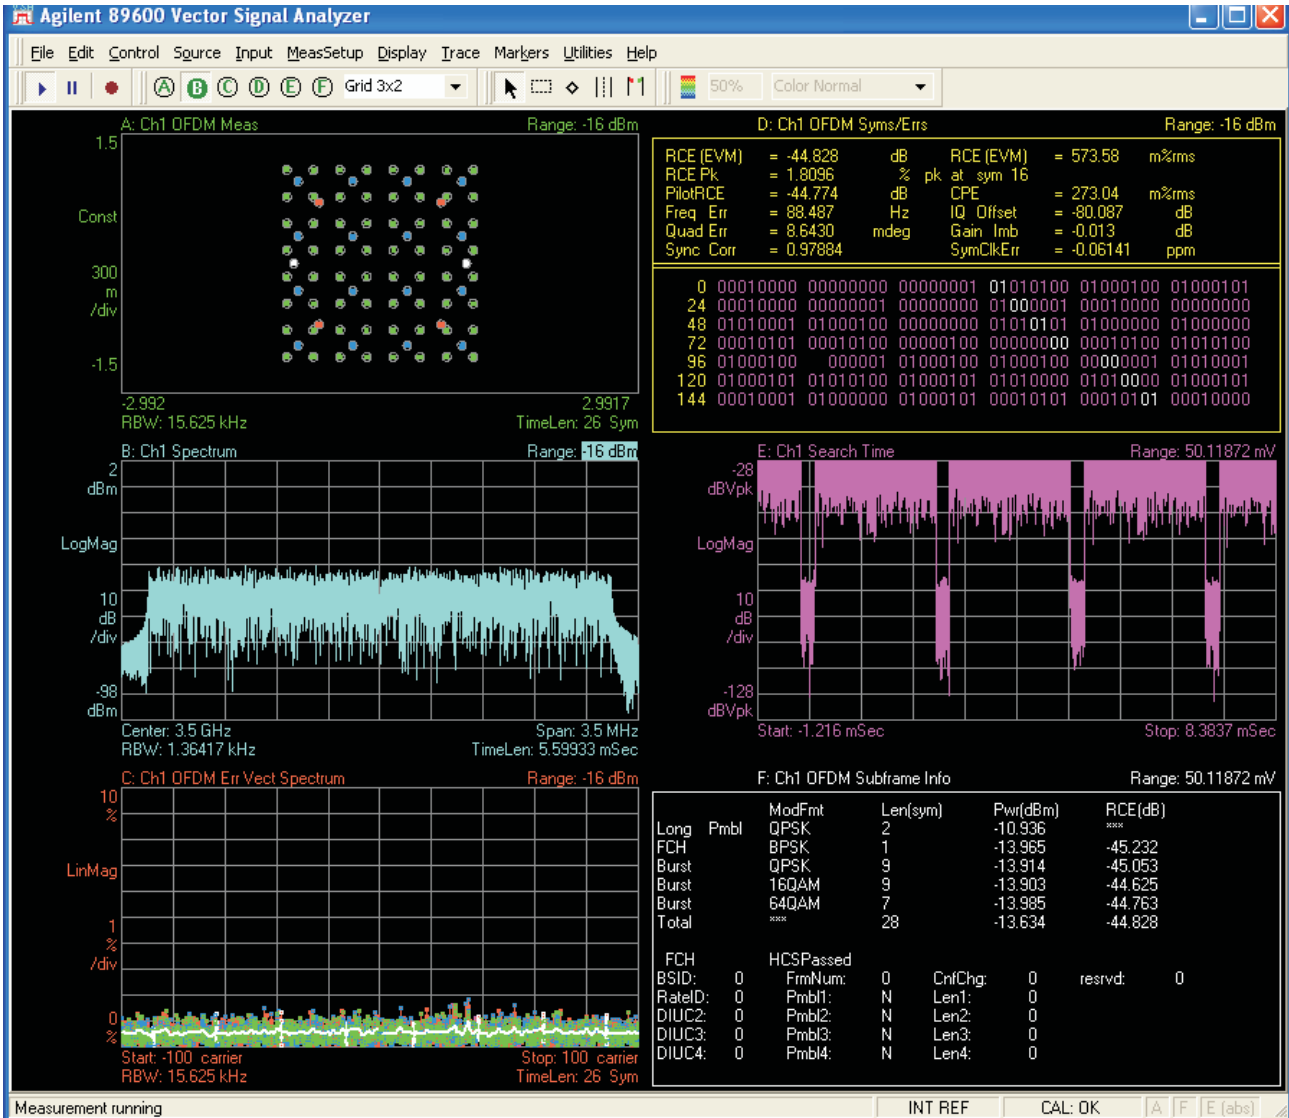 Agilent 89600 Vector Signal Analyzer
File Edit Control Source Input MeasSetup Display Trace Markers Utilities Help
A B C D E F Grid 3x2 50% Color Normal
A: Ch1 OFDM Meas Range: -16 dBm
1.5
Const
300
m
/div
-1.5
-2.992 2.9917
RBW: 15.625 kHz TimeLen: 26 Sym
D: Ch1 OFDM Syms/Errs Range: -16 dBm
RCE (EVM) = -44.828 dB RCE (EVM) = 573.58 m%rms
RCE Pk = 1.8096 % pk at sym 16
PilotRCE = -44.774 dB CPE = 273.04 m%rms
Freq Err = 88.487 Hz IQ Offset = -80.087 dB
Quad Err = 8.6430 mdeg Gain Imb = -0.013 dB
Sync Corr = 0.97884 SymClkErr = -0.06141 ppm
0 00010000 00000000 00000001 01010100 01000100 01000101
24 00010000 00000001 00000000 01000001 00010000 00000000
48 01010001 01000100 00000000 01010101 01000000 01000000
72 00010101 00010100 00000100 00000000 00010100 01010100
96 01000100 000001 01000100 01000100 00000001 01010001
120 01000101 01010100 01000101 01010000 01010000 01000101
144 00010001 01000000 01000101 00010101 00010101 00010000
B: Ch1 Spectrum Range: -16 dBm
2
dBm
LogMag
10
dB
/div
-98
dBm
Center: 3.5 GHz Span: 3.5 MHz
RBW: 1.36417 kHz TimeLen: 5.59933 mSec
E: Ch1 Search Time Range: 50.11872 mV
-28
dBVpk
LogMag
10
dB
/div
-128
dBVpk
Start: -1.216 mSec Stop: 8.3837 mSec
C: Ch1 OFDM Err Vect Spectrum Range: -16 dBm
10
%
LinMag
1
%
/div
0
%
Start: -100 carrier Stop: 100 carrier
RBW: 15.625 kHz TimeLen: 26 Sym
F: Ch1 OFDM Subframe Info Range: 50.11872 mV
ModFmt Len(sym) Pwr(dBm) RCE(dB)
Long Pmbl QPSK 2 -10.936 ***
FCH BPSK 1 -13.965 -45.232
Burst QPSK 9 -13.914 -45.053
Burst 16QAM 9 -13.903 -44.625
Burst 64QAM 7 -13.985 -44.763
Total *** 28 -13.634 -44.828
FCH HCSPassed
BSID: 0 FrmNum: 0 CnfChg: 0 resrvd: 0
RateID: 0 Pmbl1: N Len1: 0
DIUC2: 0 Pmbl2: N Len2: 0
DIUC3: 0 Pmbl3: N Len3: 0
DIUC4: 0 Pmbl4: N Len4: 0
Measurement running INT REF CAL: OK A F E (abs)